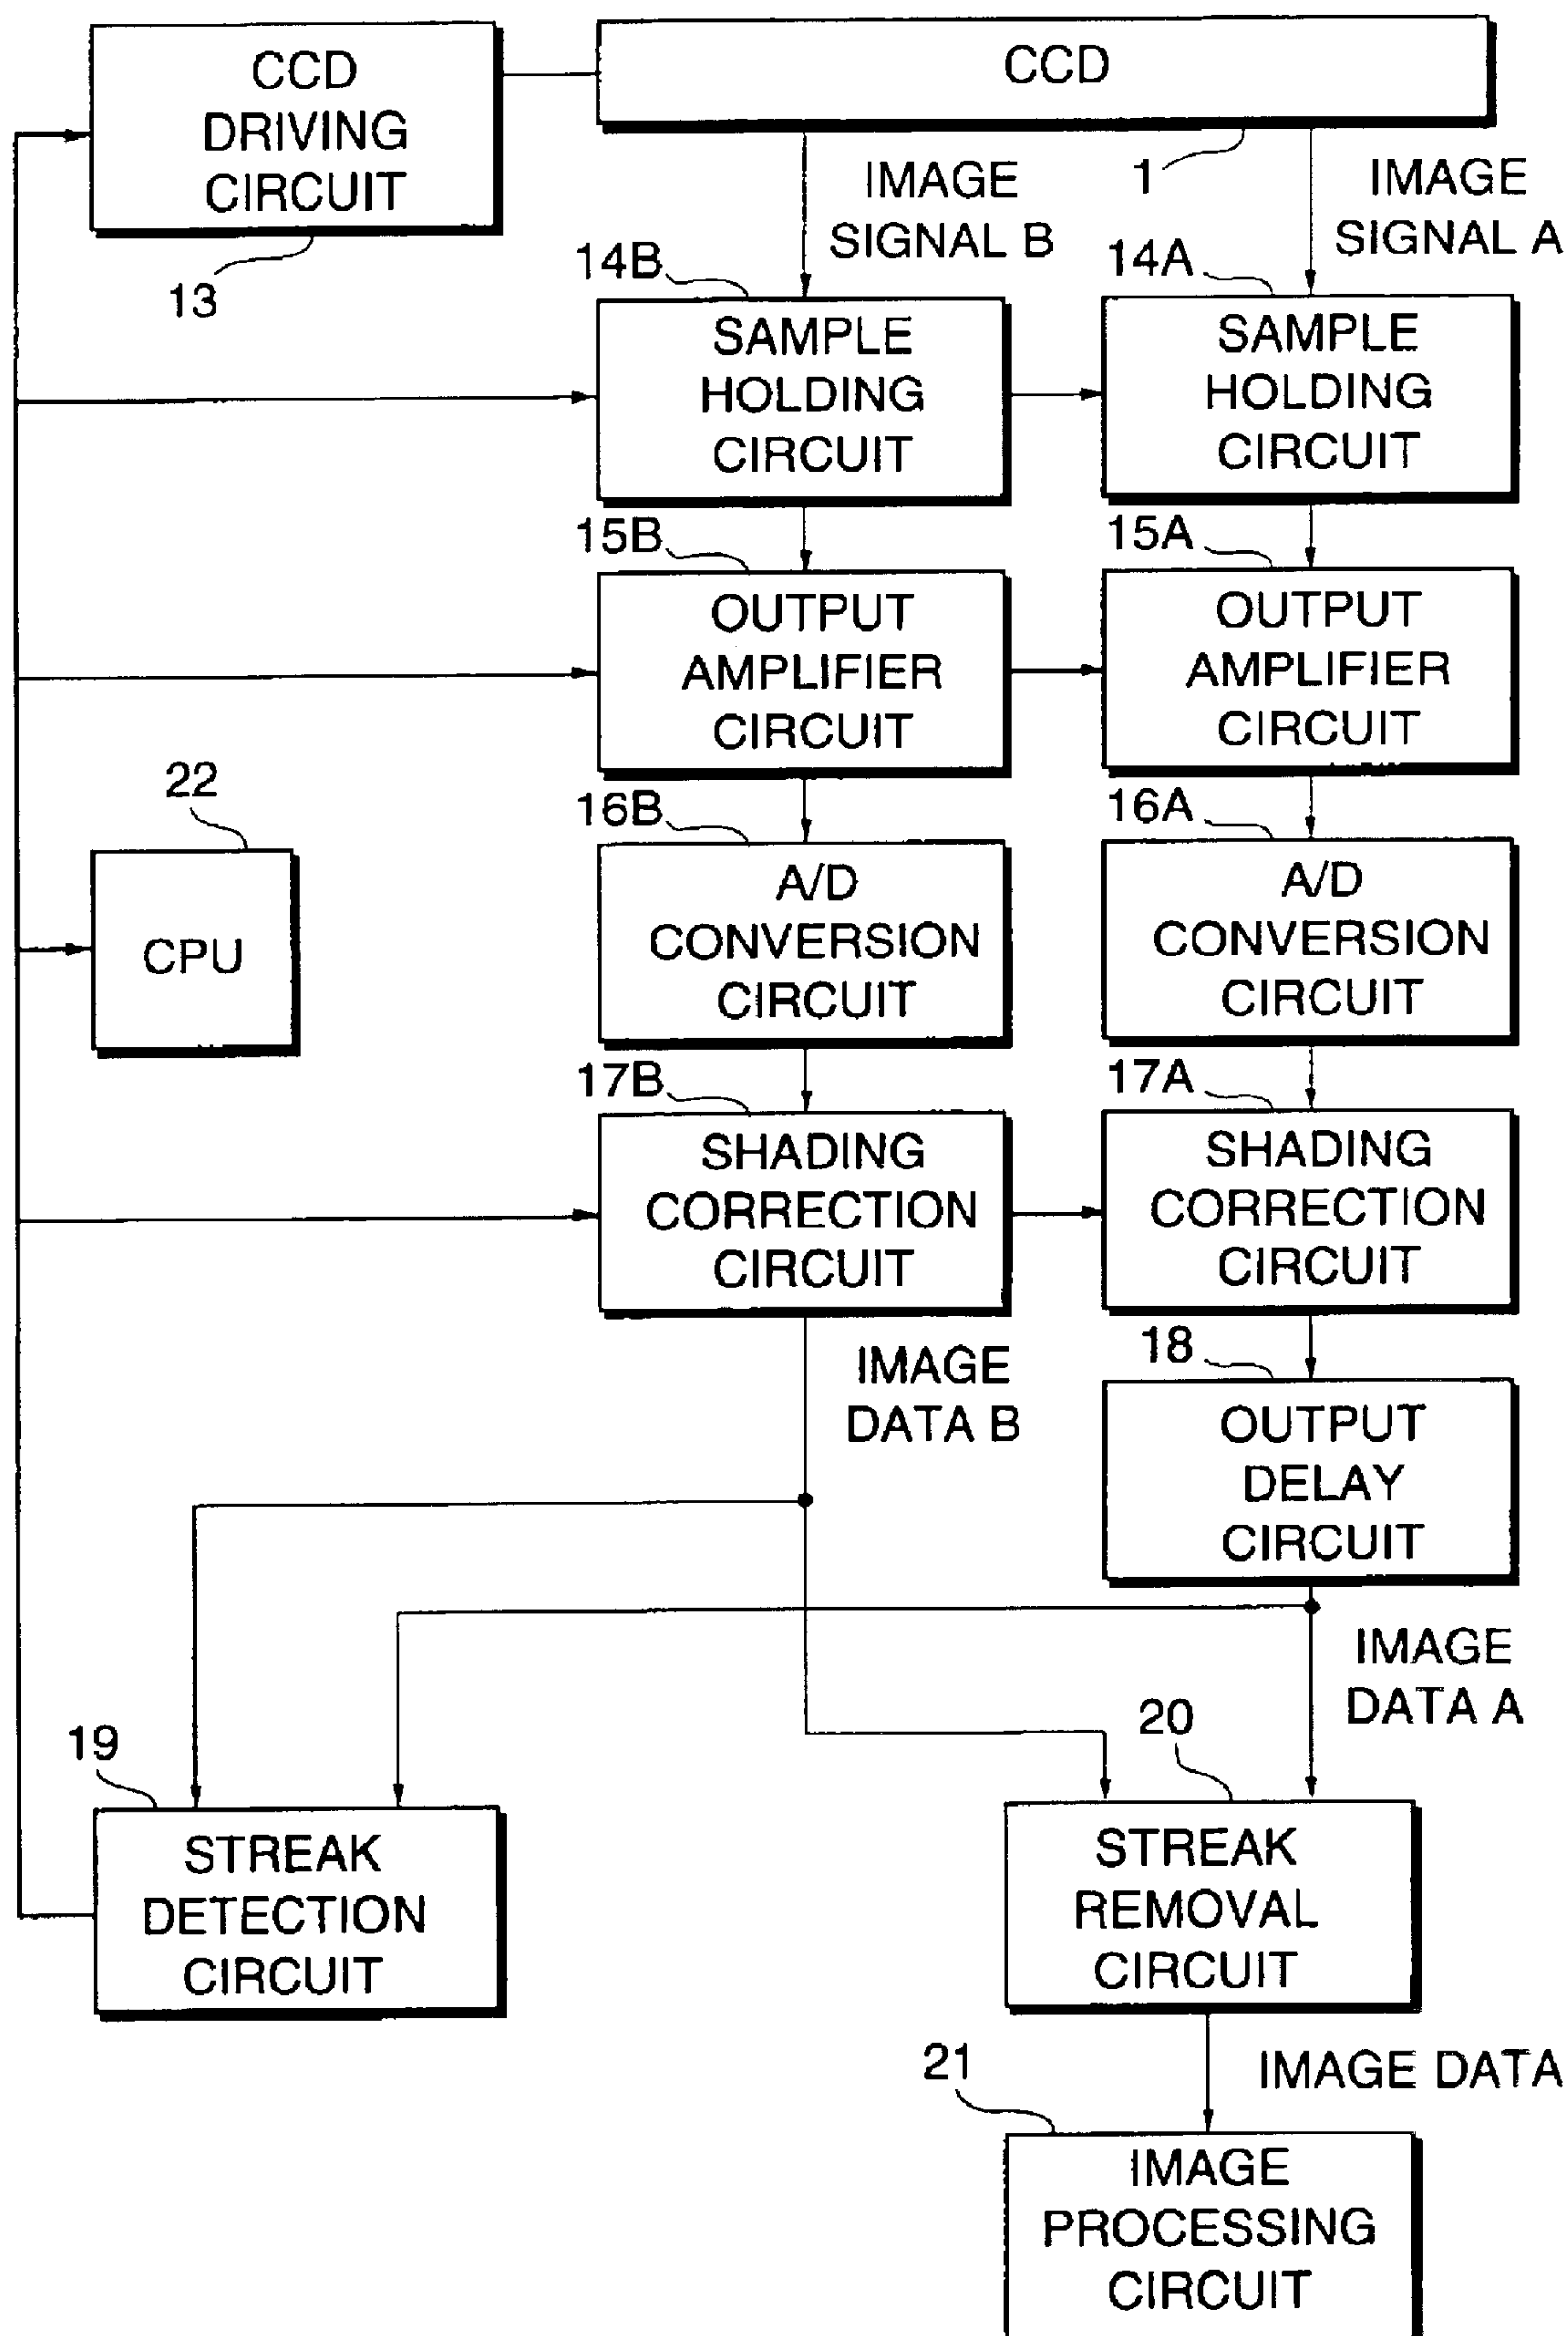 CCD
DRIVING
CIRCUIT
13
CCD
1
IMAGE
SIGNAL B
IMAGE
SIGNAL A
14B
SAMPLE
HOLDING
CIRCUIT
14A
SAMPLE
HOLDING
CIRCUIT
15B
OUTPUT
AMPLIFIER
CIRCUIT
15A
OUTPUT
AMPLIFIER
CIRCUIT
22
CPU
16B
A/D
CONVERSION
CIRCUIT
16A
A/D
CONVERSION
CIRCUIT
17B
SHADING
CORRECTION
CIRCUIT
17A
SHADING
CORRECTION
CIRCUIT
IMAGE
DATA B
18
OUTPUT
DELAY
CIRCUIT
IMAGE
DATA A
19
STREAK
DETECTION
CIRCUIT
20
STREAK
REMOVAL
CIRCUIT
IMAGE DATA
21
IMAGE
PROCESSING
CIRCUIT